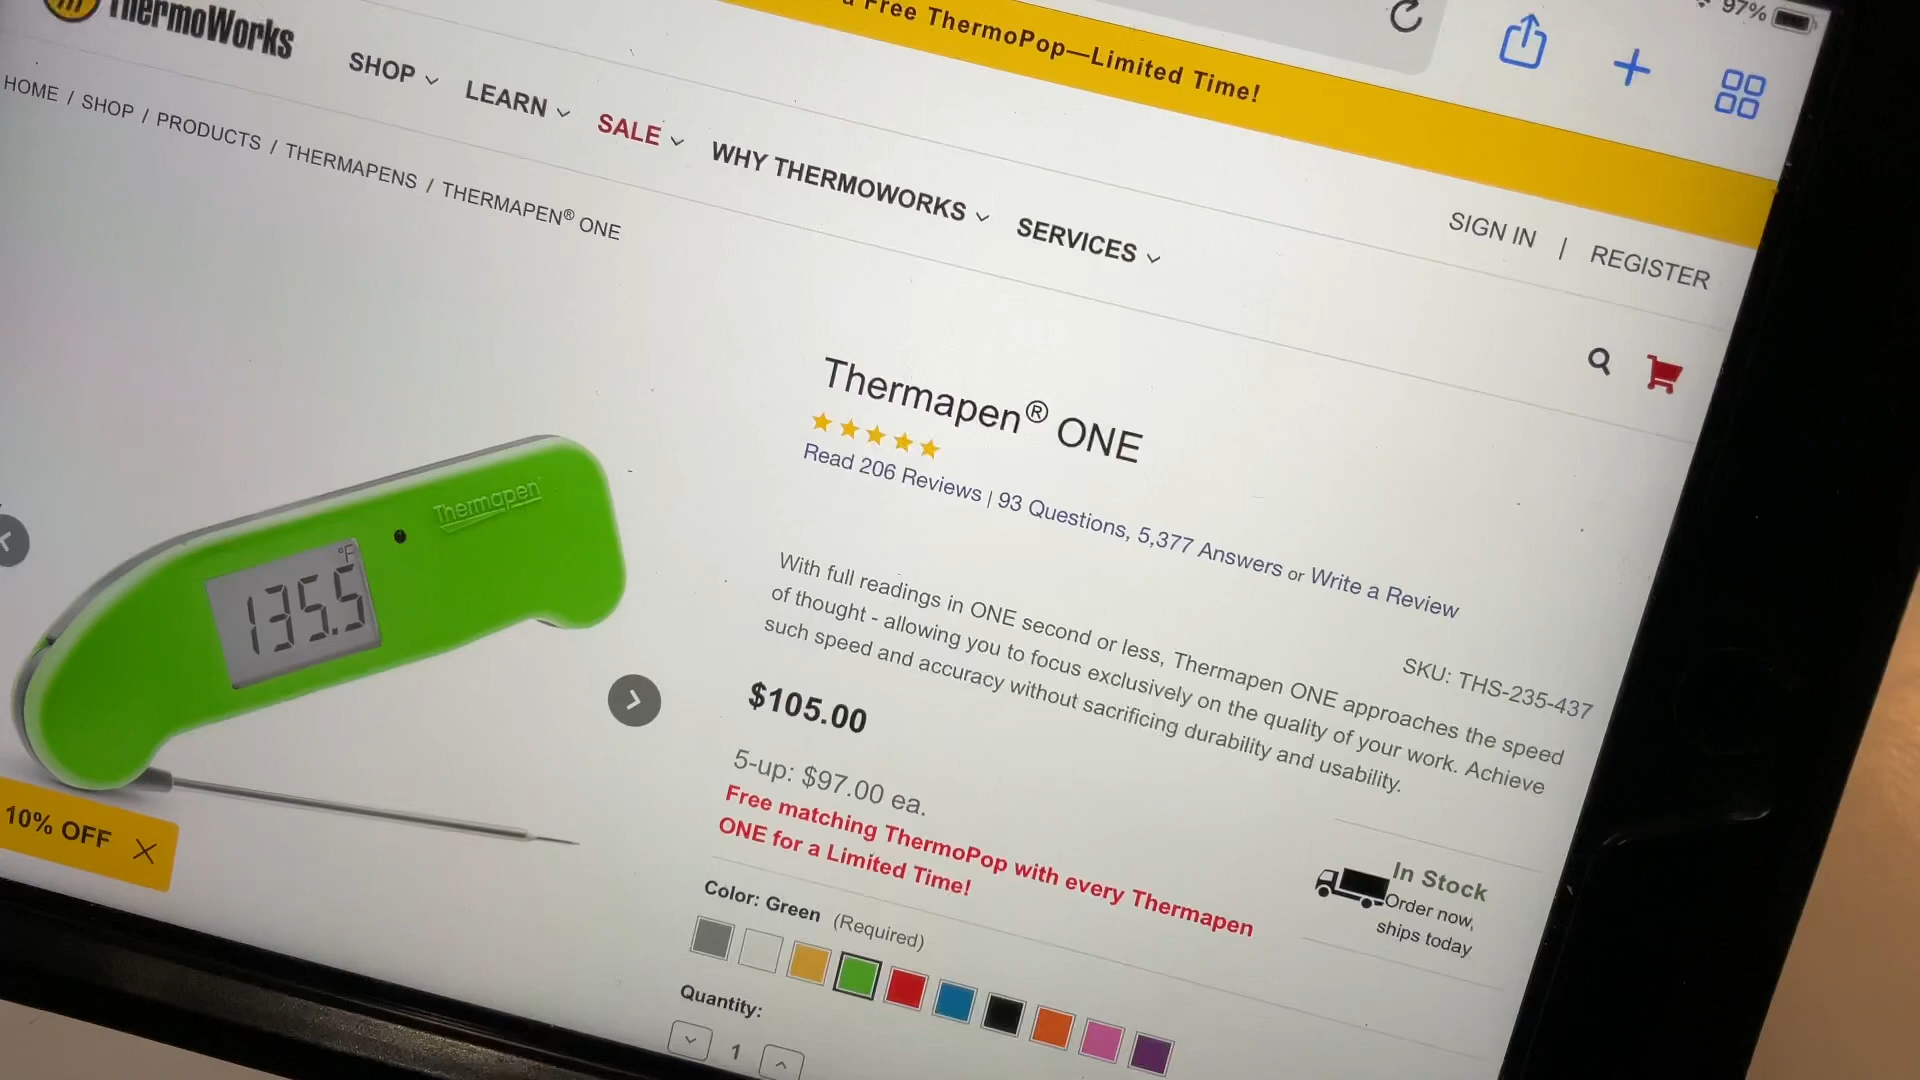 97%
Free ThermoPop—Limited Time!
ThermoWorks
SHOP
LEARN
SALE
WHY THERMOWORKS
SERVICES
SIGN IN | REGISTER
HOME / SHOP / PRODUCTS / THERMAPENS / THERMAPEN® ONE
Thermapen® ONE
Read 206 Reviews | 93 Questions, 5,377 Answers or Write a Review
SKU: THS-235-437
With full readings in ONE second or less, Thermapen ONE approaches the speed
of thought - allowing you to focus exclusively on the quality of your work. Achieve
such speed and accuracy without sacrificing durability and usability.
Thermapen
°F
135.5
$105.00
5-up: $97.00 ea.
Free matching ThermoPop with every Thermapen
ONE for a Limited Time!
In Stock
Order now,
ships today
10% OFF
Color: Green (Required)
Quantity:
1